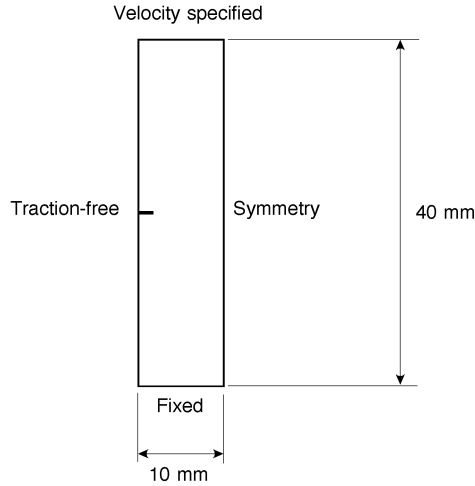 Velocity specified
Traction-free
Symmetry
40 mm
Fixed
10 mm